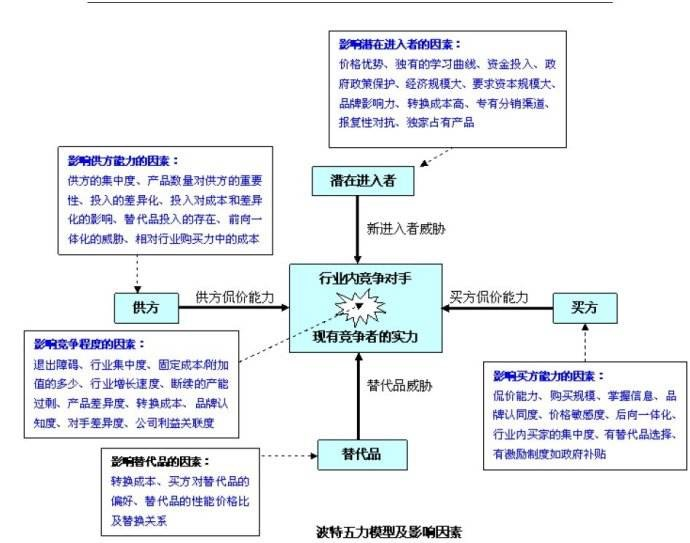 影响潜在进入者的因素：
价格优势、独有的学习曲线、资金投入、政
府政策保护、经济规模大、要求资本规模大、
品牌影响力、转换成本高、专有分销渠道、
报复性对抗、独家占有产品
影响供方能力的因素：
供方的集中度、产品数量对供方的重要
性、投入的差异化、投入对成本和差异
化的影响、替代品投入的存在、前向一
体化的威胁、相对行业购买力中的成本
潜在进入者
新进入者威胁
供方
供方侃价能力
行业内竞争对手
现有竞争者的实力
买方侃价能力
买方
影响竞争程度的因素：
退出障碍、行业集中度、固定成本/附加
值的多少、行业增长速度、断续的产能
过剩、产品差异度、转换成本、品牌认
知度、对手差异度、公司利益关联度
替代品威胁
影响买方能力的因素：
侃价能力、购买规模、掌握信息、品
牌认同度、价格敏感度、后向一体化、
行业内买家的集中度、有替代品选择、
有激励制度如政府补贴
影响替代品的因素：
转换成本、买方对替代品的
偏好、替代品的性能价格比
及替换关系
替代品
波特五力模型及影响因素